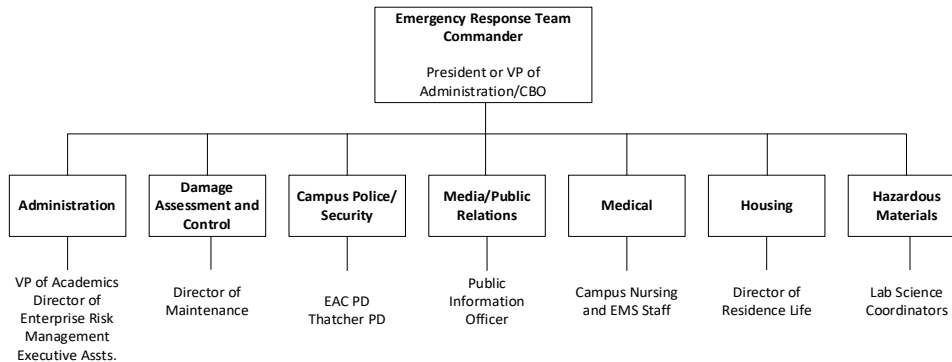 Emergency Response Team
Commander
President or VP of
Administration/CBO
Administration
Damage
Assessment and
Control
Campus Police/
Security
Media/Public
Relations
Medical
Housing
Hazardous
Materials
VP of Academics
Director of
Enterprise Risk
Management
Executive Assts.
Director of
Maintenance
EAC PD
Thatcher PD
Public
Information
Officer
Campus Nursing
and EMS Staff
Director of
Residence Life
Lab Science
Coordinators